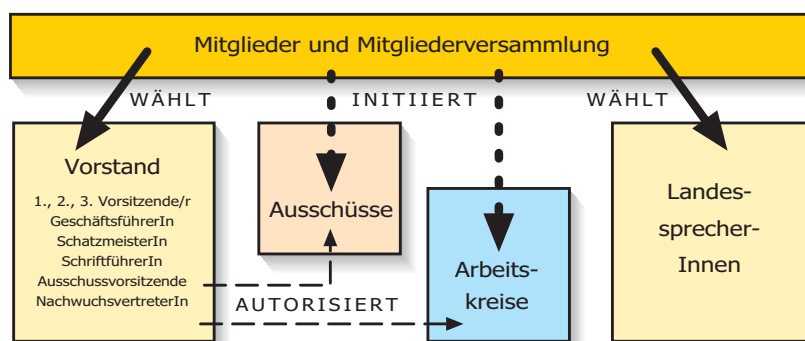 Mitglieder und Mitgliederversammlung
WÄHLT
INITIIERT
WÄHLT
Vorstand
1., 2., 3. Vorsitzende/r
GeschäftsführerIn
SchatzmeisterIn
SchriftführerIn
Ausschussvorsitzende
NachwuchsvertreterIn
Ausschüsse
AUTORISIERT
Arbeits-
kreise
Landes-
sprecher-
Innen